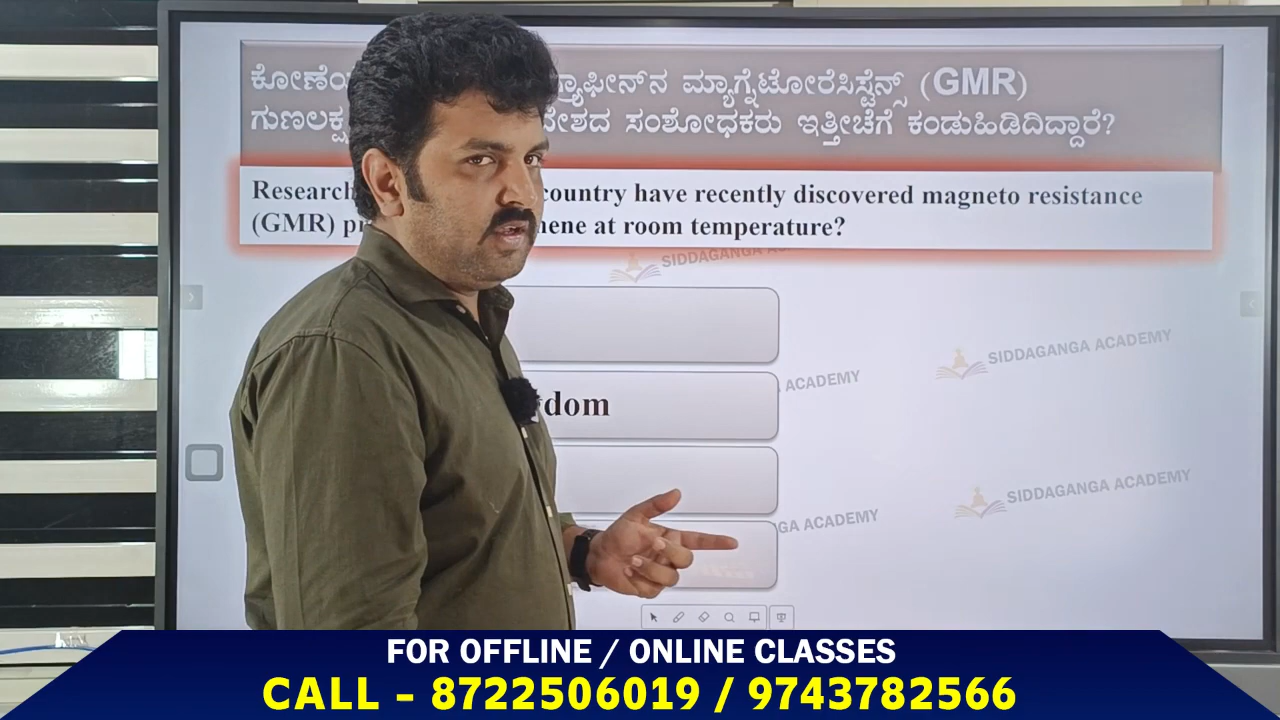 ಕೋಣೆಯ ಗ್ರ್ಯಾಫೀನ್‌ನ ಮ್ಯಾಗ್ನೆಟೋರೆಸಿಸ್ಟೆನ್ಸ್ (GMR)
ಗುಣಲಕ್ಷ ದೇಶದ ಸಂಶೋಧಕರು ಇತ್ತೀಚೆಗೆ ಕಂಡುಹಿಡಿದಿದ್ದಾರೆ?
Research country have recently discovered magneto resistance
(GMR) pr hene at room temperature?
SIDDAGANGA ACADEMY
SIDDAGANGA ACADEMY
ACADEMY
dom
SIDDAGANGA ACADEMY
GA ACADEMY
FOR OFFLINE / ONLINE CLASSES
CALL – 8722506019 / 9743782566